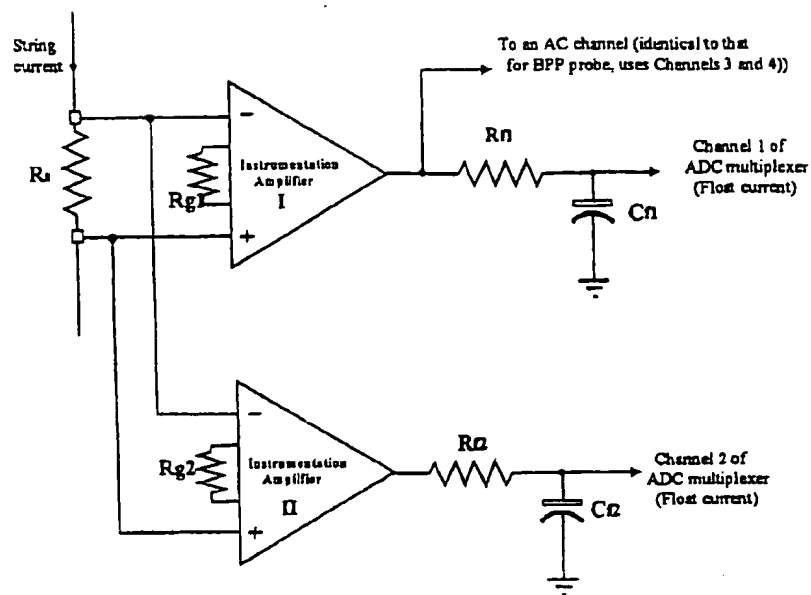 String
current
To an AC channel (identical to that
for BPP probe, uses Channels 3 and 4))
Rs
−
Rg1
Instrumentation
Amplifier
I
+
Rf1
Cf1
Channel 1 of
ADC multiplexer
(Float current)
−
Rg2
Instrumentation
Amplifier
II
+
Rf2
Cf2
Channel 2 of
ADC multiplexer
(Float current)